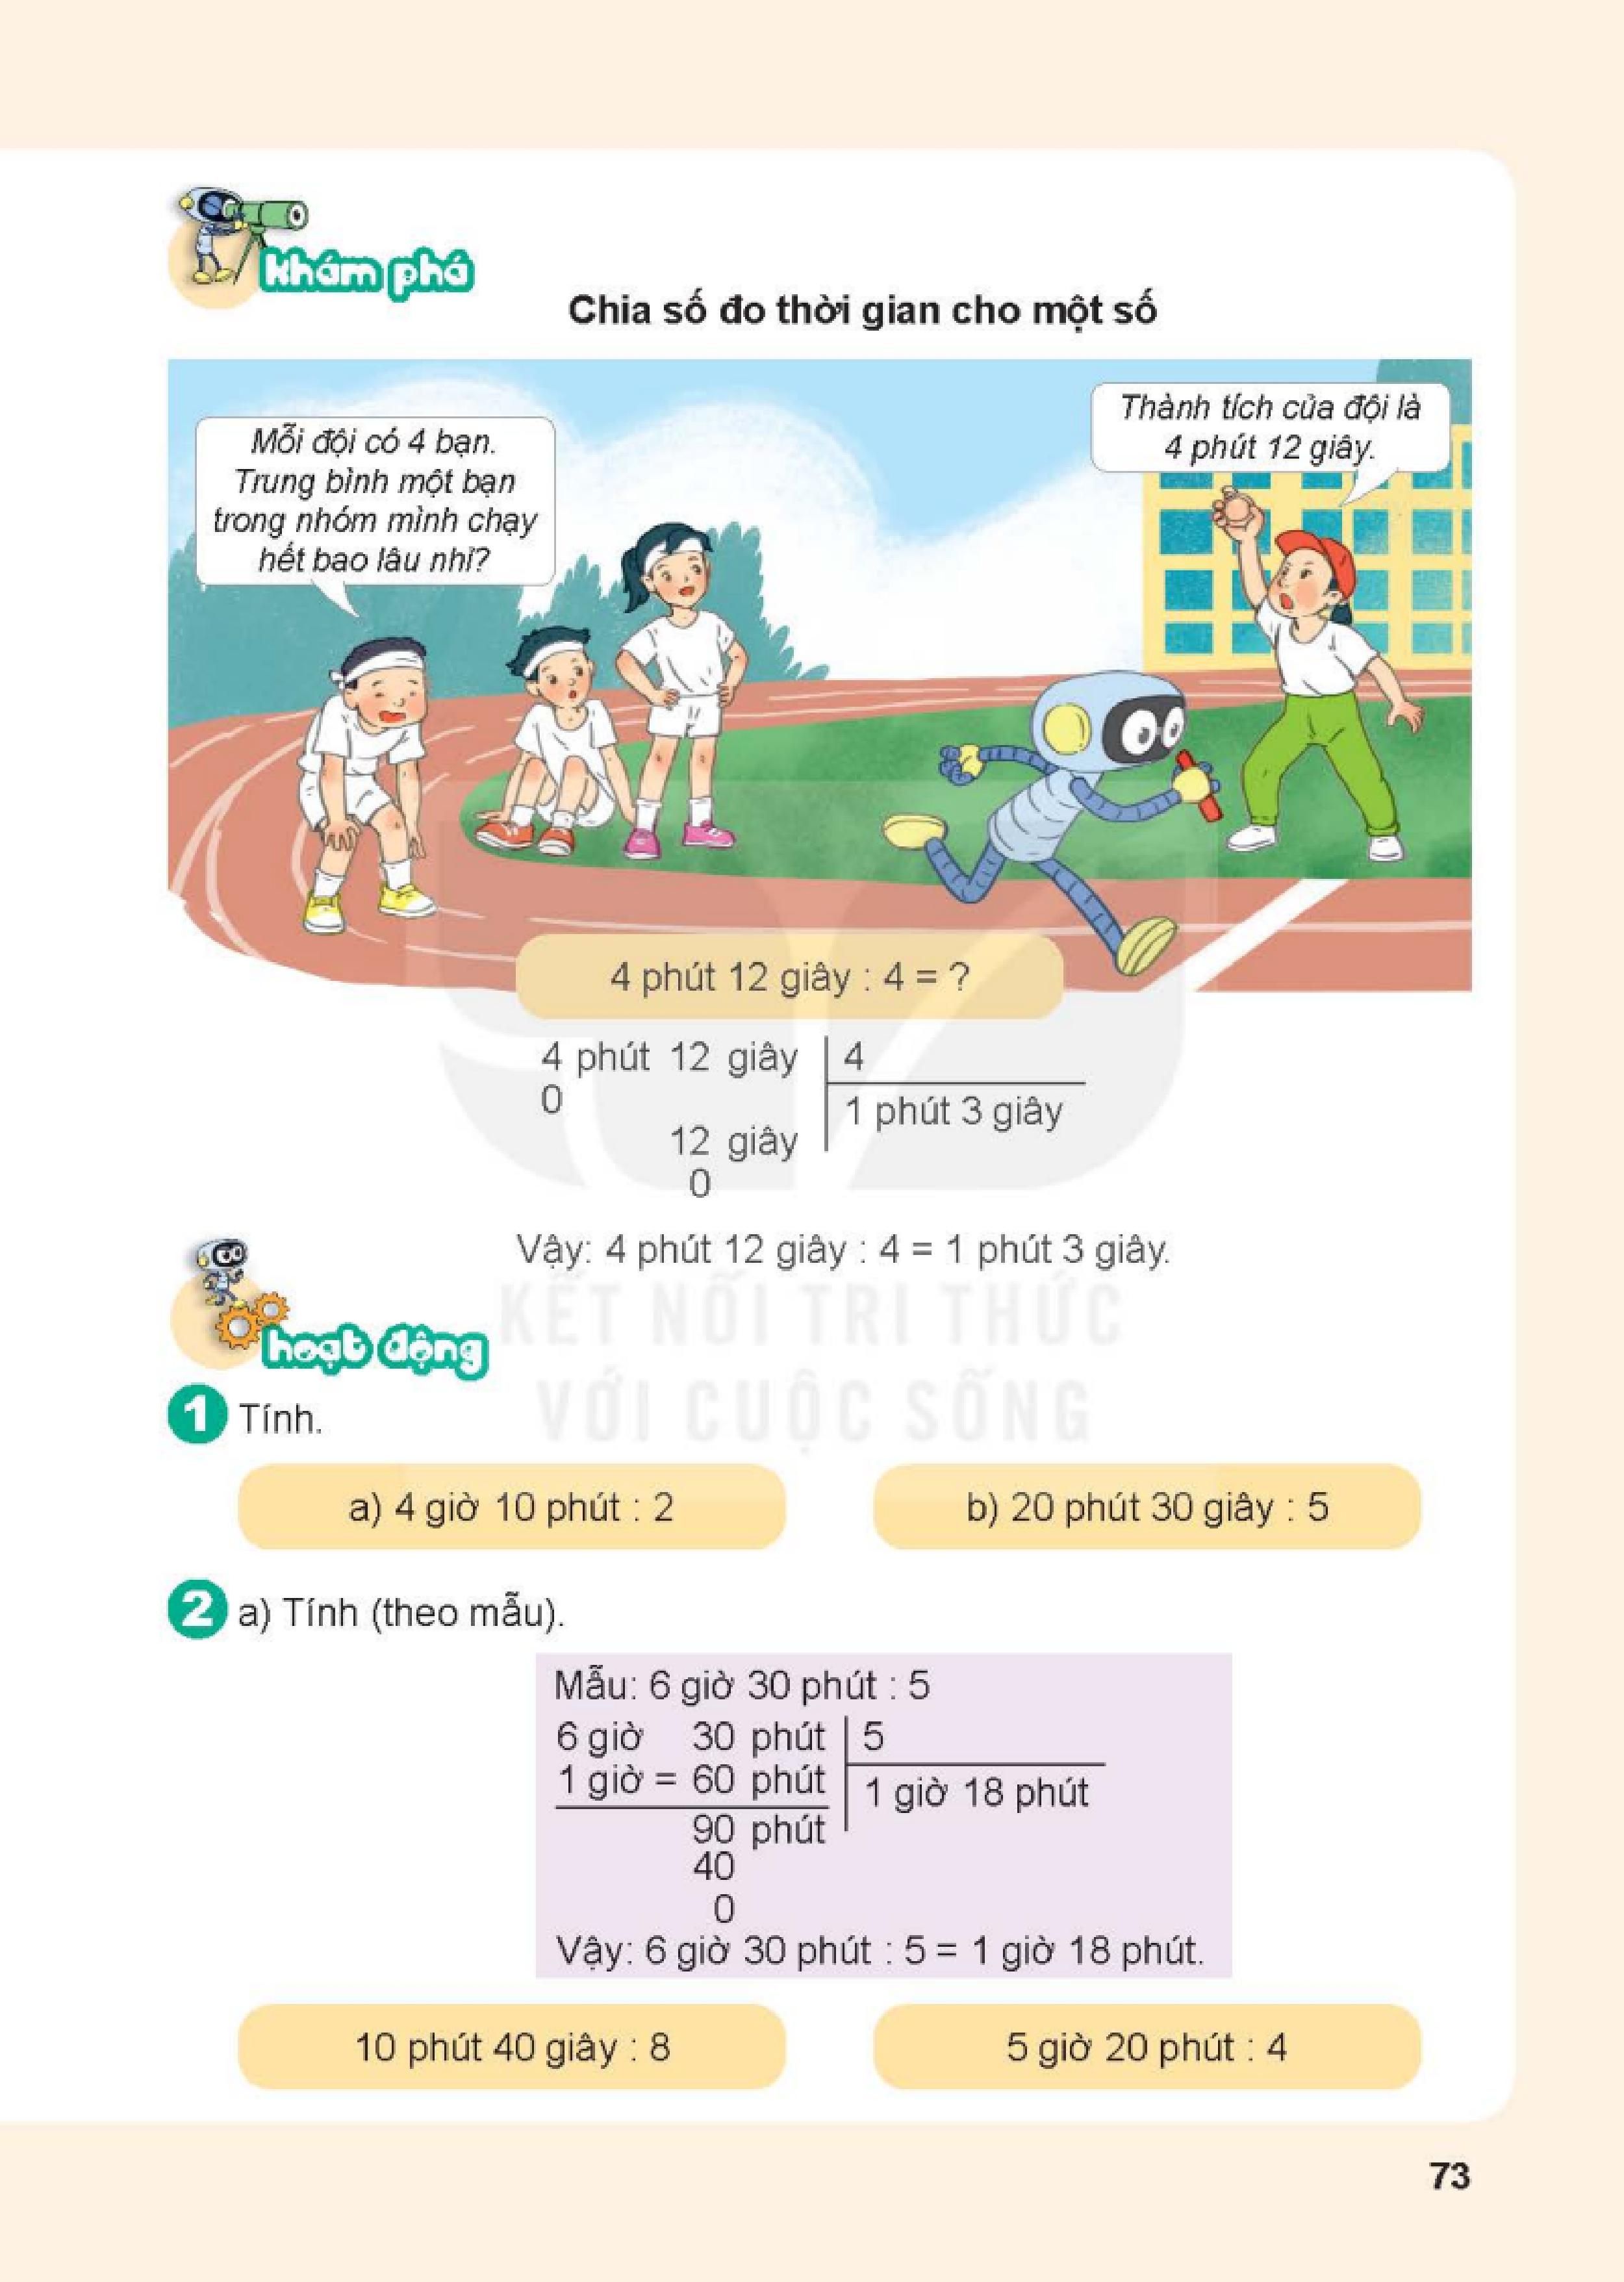 khám phá
Chia số đo thời gian cho một số
Mỗi đội có 4 bạn.
Trung bình một bạn
trong nhóm mình chạy
hết bao lâu nhỉ?
Thành tích của đội là
4 phút 12 giây.
4 phút 12 giây : 4 = ?
4 phút 12 giây 4
0
1 phút 3 giây
12 giây
0
Vậy: 4 phút 12 giây : 4 = 1 phút 3 giây.
KẾT NỐI TRI THỨC
VỚI CUỘC SỐNG
hoạt động
1 Tính.
a) 4 giờ 10 phút : 2
b) 20 phút 30 giây : 5
2 a) Tính (theo mẫu).
Mẫu: 6 giờ 30 phút : 5
6 giờ 30 phút 5
1 giờ = 60 phút
1 giờ 18 phút
90 phút
40
0
Vậy: 6 giờ 30 phút : 5 = 1 giờ 18 phút.
10 phút 40 giây : 8
5 giờ 20 phút : 4
73